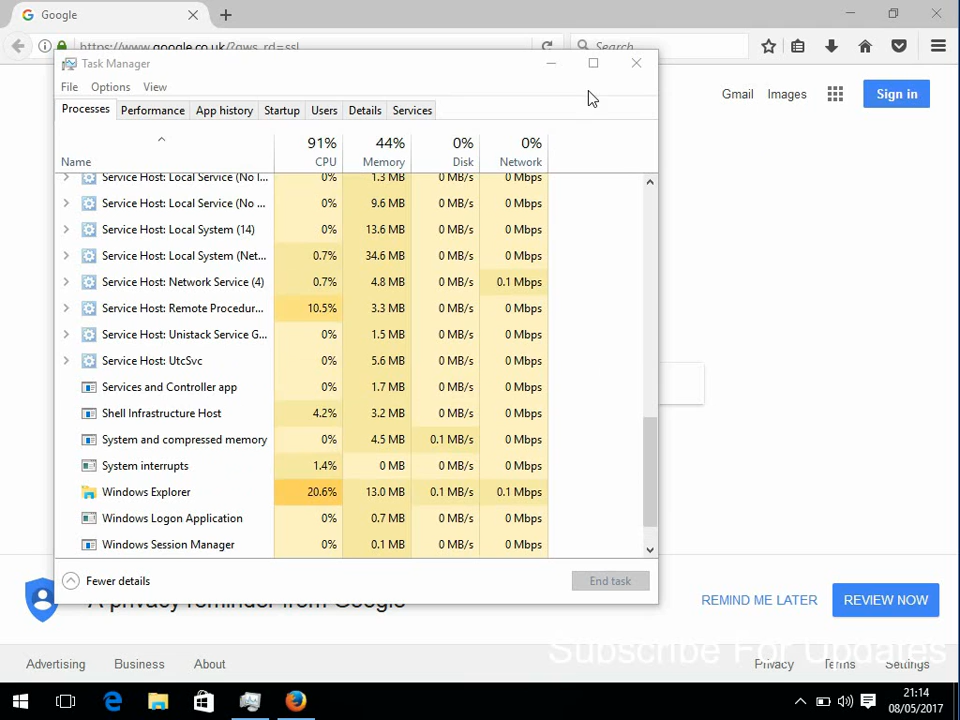 Google
https://www.google.co.uk/?gws_rd=ssl
Search
Task Manager
File Options View
Gmail Images Sign in
Processes Performance App history Startup Users Details Services
91% 44% 0% 0%
Name CPU Memory Disk Network
Service Host: Local Service (No I... 0% 1.3 MB 0 MB/s 0 Mbps
Service Host: Local Service (No ... 0% 9.6 MB 0 MB/s 0 Mbps
Service Host: Local System (14) 0% 13.6 MB 0 MB/s 0 Mbps
Service Host: Local System (Net... 0.7% 34.6 MB 0 MB/s 0 Mbps
Service Host: Network Service (4) 0.7% 4.8 MB 0 MB/s 0.1 Mbps
Service Host: Remote Procedur... 10.5% 3.3 MB 0 MB/s 0 Mbps
Service Host: Unistack Service G... 0% 1.5 MB 0 MB/s 0 Mbps
Service Host: UtcSvc 0% 5.6 MB 0 MB/s 0 Mbps
Services and Controller app 0% 1.7 MB 0 MB/s 0 Mbps
Shell Infrastructure Host 4.2% 3.2 MB 0 MB/s 0 Mbps
System and compressed memory 0% 4.5 MB 0.1 MB/s 0 Mbps
System interrupts 1.4% 0 MB 0 MB/s 0 Mbps
Windows Explorer 20.6% 13.0 MB 0.1 MB/s 0.1 Mbps
Windows Logon Application 0% 0.7 MB 0 MB/s 0 Mbps
Windows Session Manager 0% 0.1 MB 0 MB/s 0 Mbps
Fewer details End task
A privacy reminder from Google
REMIND ME LATER REVIEW NOW
Subscribe For Updates
Advertising Business About Privacy Terms Settings
21:14
08/05/2017